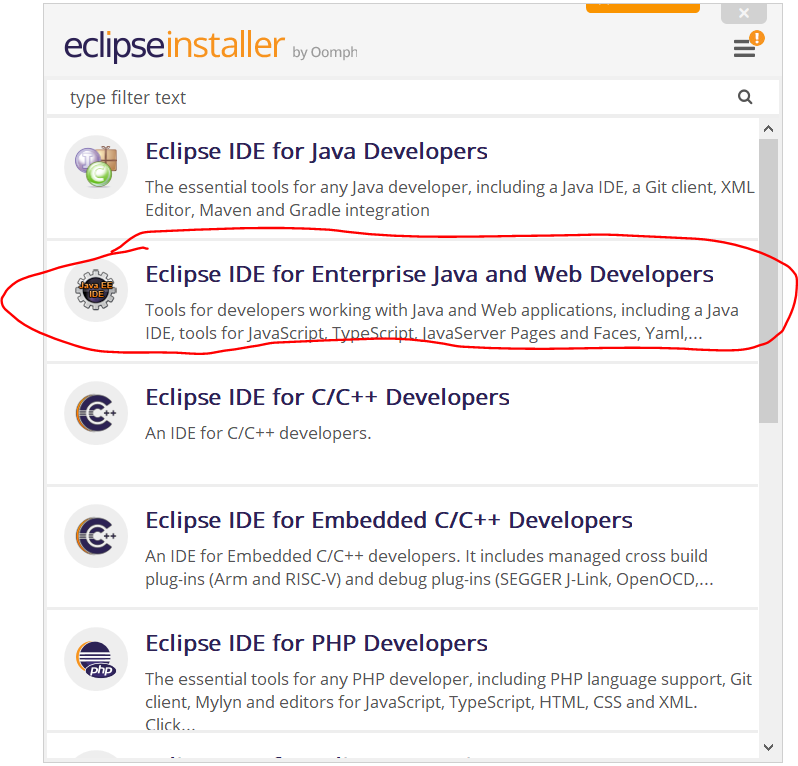 eclipseinstaller by Oomph
!
type filter text
Eclipse IDE for Java Developers
The essential tools for any Java developer, including a Java IDE, a Git client, XML
Editor, Maven and Gradle integration
Java EE
IDE
Eclipse IDE for Enterprise Java and Web Developers
Tools for developers working with Java and Web applications, including a Java
IDE, tools for JavaScript, TypeScript, JavaServer Pages and Faces, Yaml,...
C++
Eclipse IDE for C/C++ Developers
An IDE for C/C++ developers.
C++
Eclipse IDE for Embedded C/C++ Developers
An IDE for Embedded C/C++ developers. It includes managed cross build
plug-ins (Arm and RISC-V) and debug plug-ins (SEGGER J-Link, OpenOCD,...
php
Eclipse IDE for PHP Developers
The essential tools for any PHP developer, including PHP language support, Git
client, Mylyn and editors for JavaScript, TypeScript, HTML, CSS and XML.
Click...